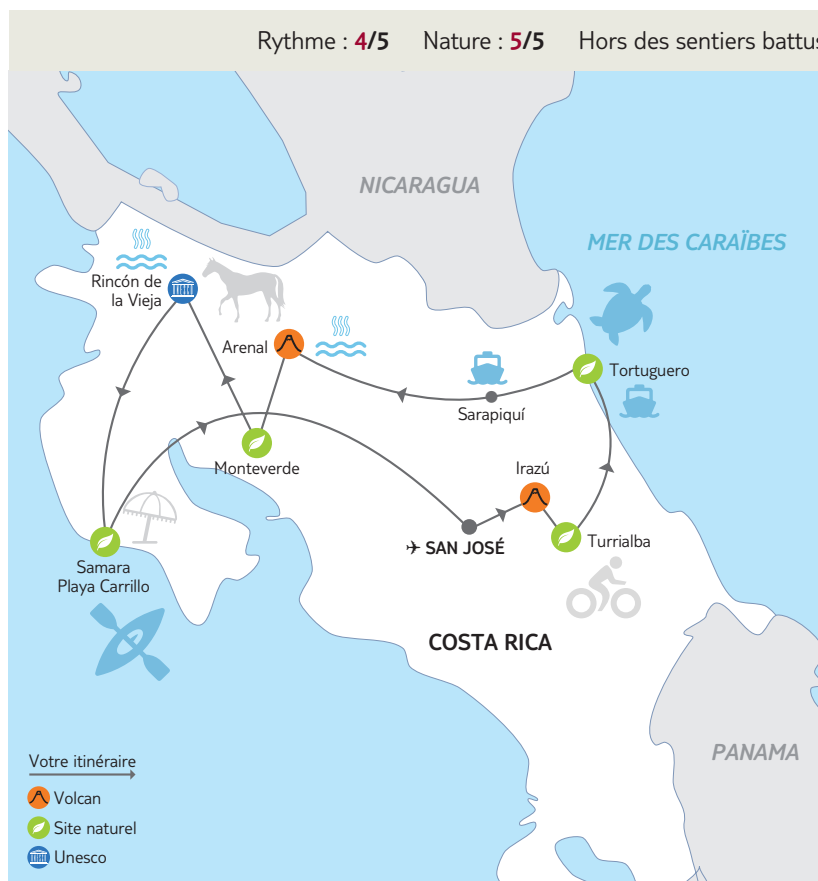 Rythme : 4/5 Nature : 5/5 Hors des sentiers battus
NICARAGUA
MER DES CARAÏBES
Rincón de
la Vieja
Arenal
Tortuguero
Sarapiquí
Monteverde
Irazú
SAN JOSÉ
Turrialba
Samara
Playa Carrillo
COSTA RICA
PANAMA
Votre itinéraire
Volcan
Site naturel
Unesco